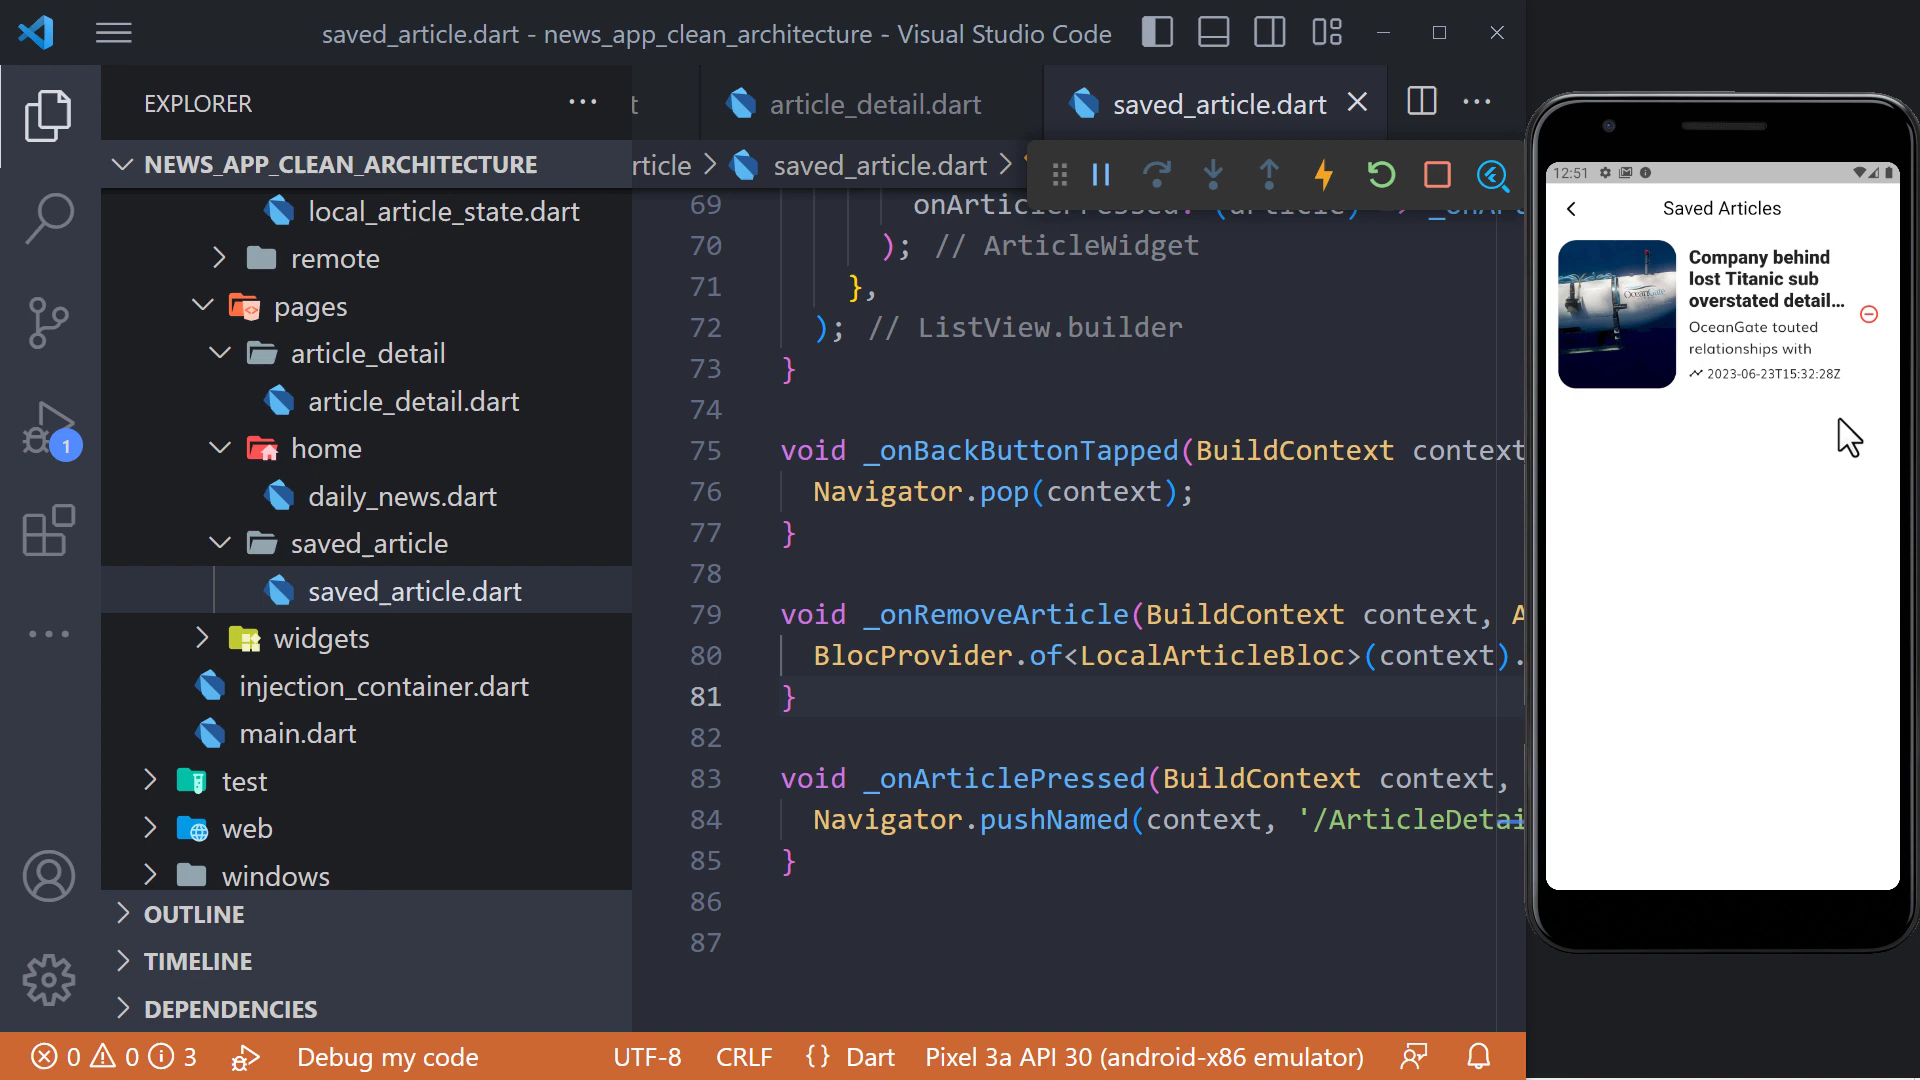 saved_article.dart - news_app_clean_architecture - Visual Studio Code
EXPLORER
article_detail.dart
saved_article.dart
NEWS_APP_CLEAN_ARCHITECTURE
rticle > saved_article.dart >
local_article_state.dart
remote
pages
article_detail
article_detail.dart
home
daily_news.dart
saved_article
saved_article.dart
widgets
injection_container.dart
main.dart
test
web
windows
OUTLINE
TIMELINE
DEPENDENCIES
69
70 ); // ArticleWidget
71 },
72 ); // ListView.builder
73 }
74
75 void _onBackButtonTapped(BuildContext context
76 Navigator.pop(context);
77 }
78
79 void _onRemoveArticle(BuildContext context, A
80 BlocProvider.of<LocalArticleBloc>(context).
81 }
82
83 void _onArticlePressed(BuildContext context,
84 Navigator.pushNamed(context, '/ArticleDetai
85 }
86
87
0 0 3 Debug my code UTF-8 CRLF {} Dart Pixel 3a API 30 (android-x86 emulator)
1
12:51
Saved Articles
Company behind
lost Titanic sub
overstated detail...
OceanGate touted
relationships with
2023-06-23T15:32:28Z
OceanGate